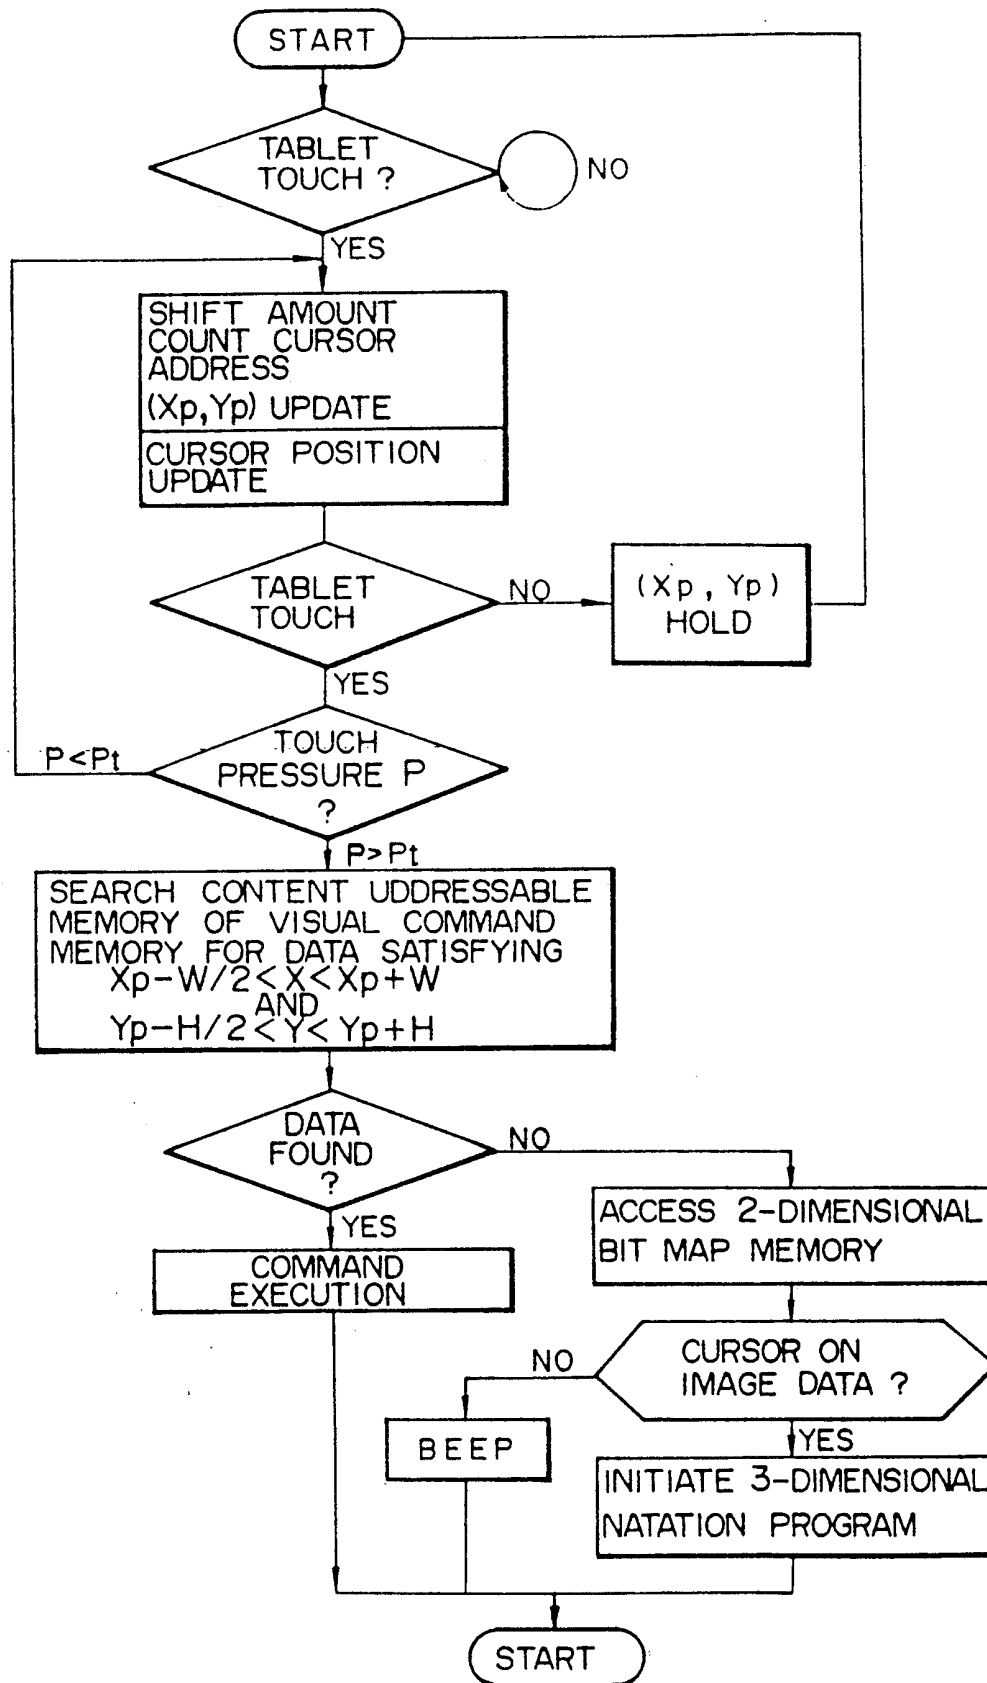 START
TABLET
TOUCH ?
NO
YES
SHIFT AMOUNT
COUNT CURSOR
ADDRESS
(Xp,Yp) UPDATE
CURSOR POSITION
UPDATE
TABLET
TOUCH
NO
(Xp, Yp)
HOLD
YES
P<Pt
TOUCH
PRESSURE P
?
P>Pt
SEARCH CONTENT UDDRESSABLE
MEMORY OF VISUAL COMMAND
MEMORY FOR DATA SATISFYING
Xp-W/2<X<Xp+W
AND
Yp-H/2<Y<Yp+H
DATA
FOUND
?
NO
YES
COMMAND
EXECUTION
ACCESS 2-DIMENSIONAL
BIT MAP MEMORY
CURSOR ON
IMAGE DATA ?
NO
BEEP
YES
INITIATE 3-DIMENSIONAL
NATATION PROGRAM
START